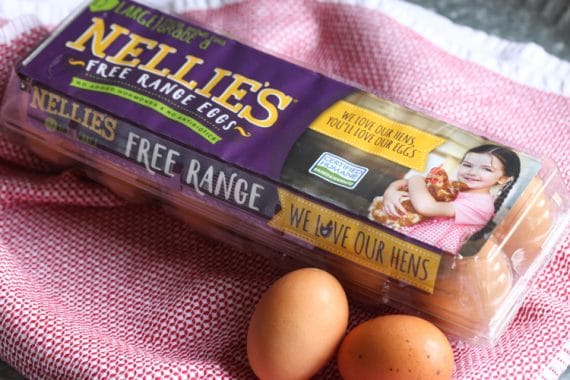 LARGE GRADE A
NELLIE'S
FREE RANGE EGGS
NO ADDED HORMONES & NO ANTIBIOTICS
WE LOVE OUR HENS,
YOU'LL LOVE OUR EGGS
CERTIFIED
HUMANE
NELLIE'S
FREE RANGE
WE LOVE OUR HENS